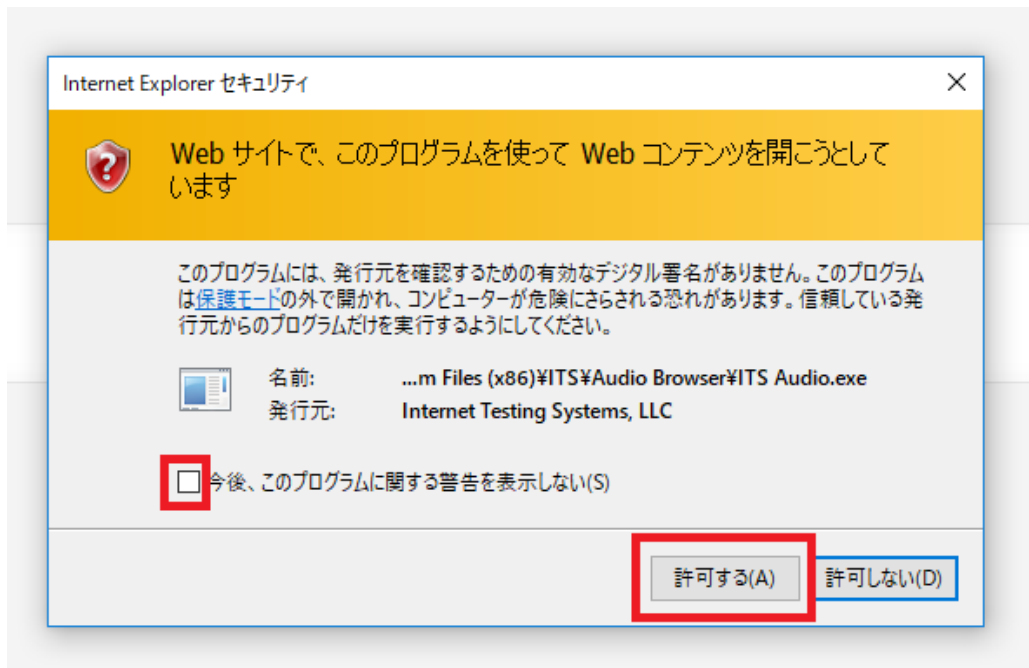 Internet Explorer セキュリティ
Web サイトで、このプログラムを使って Web コンテンツを開こうとして
います
このプログラムには、発行元を確認するための有効なデジタル署名がありません。このプログラム
は保護モードの外で開かれ、コンピューターが危険にさらされる恐れがあります。信頼している発
行元からのプログラムだけを実行するようにしてください。
名前: ...m Files (x86)¥ITS¥Audio Browser¥ITS Audio.exe
発行元: Internet Testing Systems, LLC
今後、このプログラムに関する警告を表示しない(S)
許可する(A) 許可しない(D)